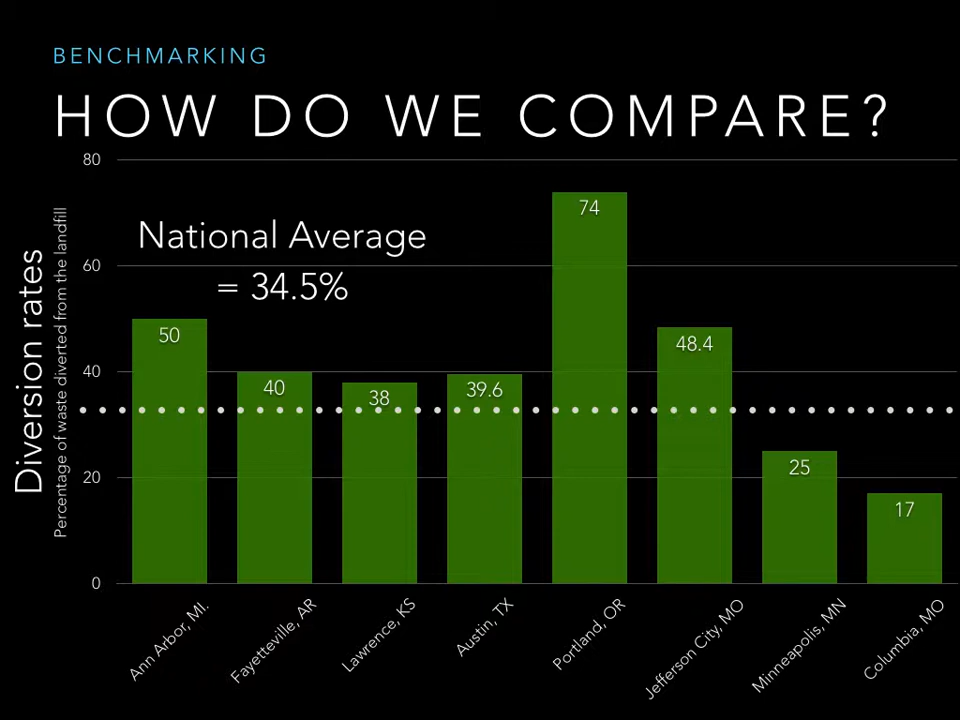 BENCHMARKING
HOW DO WE COMPARE?
Diversion rates
Percentage of waste diverted from the landfill
80
60
40
20
0
National Average
= 34.5%
50
40
38
39.6
74
48.4
25
17
Ann Arbor, MI.
Fayetteville, AR
Lawrence, KS
Austin, TX
Portland, OR
Jefferson City, MO
Minneapolis, MN
Columbia, MO